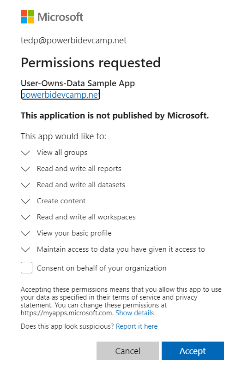 Microsoft
tedp@powerbidevcamp.net
Permissions requested
User-Owns-Data Sample App
powerbidevcamp.net
This application is not published by Microsoft.
This app would like to:
View all groups
Read and write all reports
Read and write all datasets
Create content
Read and write all workspaces
View your basic profile
Maintain access to data you have given it access to
Consent on behalf of your organization
Accepting these permissions means that you allow this app to use
your data as specified in their terms of service and privacy
statement. You can change these permissions at
https://myapps.microsoft.com. Show details
Does this app look suspicious? Report it here
Cancel Accept